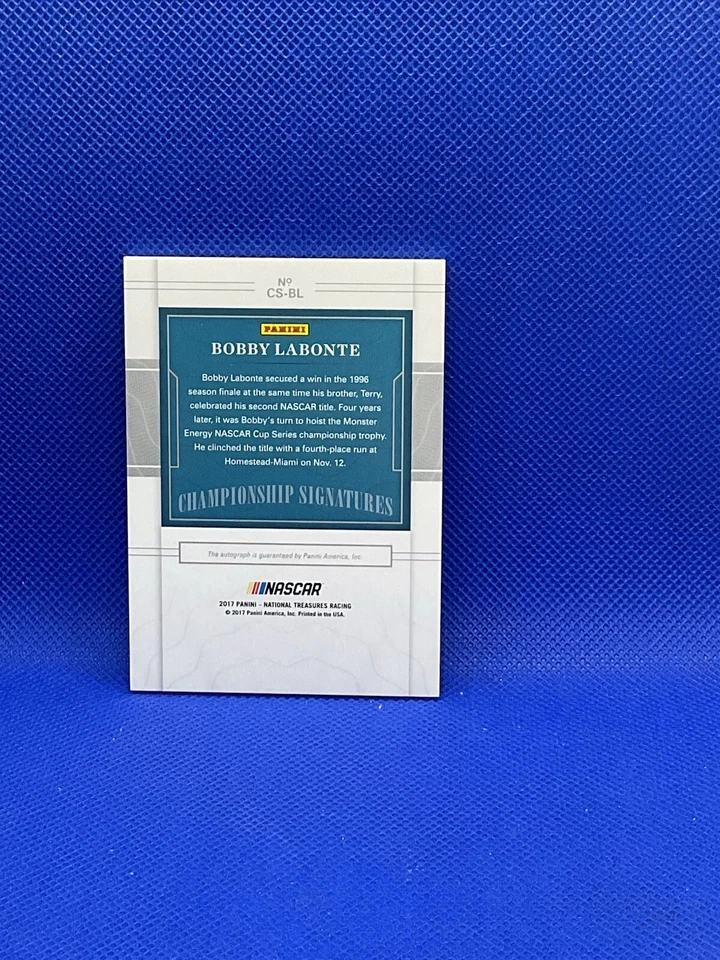 Nº
CS-BL
PANINI
BOBBY LABONTE
Bobby Labonte secured a win in the 1996
season finale at the same time his brother, Terry,
celebrated his second NASCAR title. Four years
later, it was Bobby's turn to hoist the Monster
Energy NASCAR Cup Series championship trophy.
He clinched the title with a fourth-place run at
Homestead-Miami on Nov. 12.
CHAMPIONSHIP SIGNATURES
The autograph is guaranteed by Panini America, Inc.
NASCAR
2017 PANINI – NATIONAL TREASURES RACING
© 2017 Panini America, Inc. Printed in the USA.